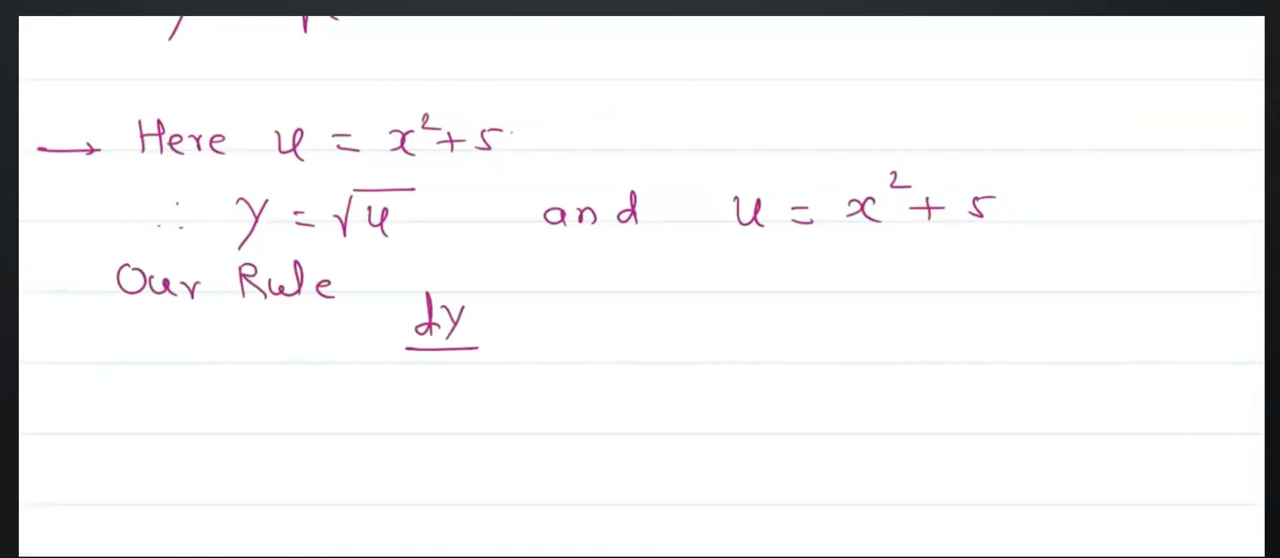 → Here u = x²+5
∴ y = √u and u = x² + 5
Our Rule
dy